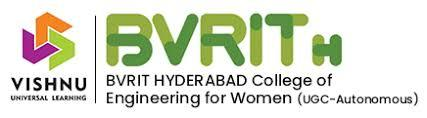 VISHNU
UNIVERSAL LEARNING
BVRITH
BVRIT HYDERABAD College of
Engineering for Women (UGC-Autonomous)